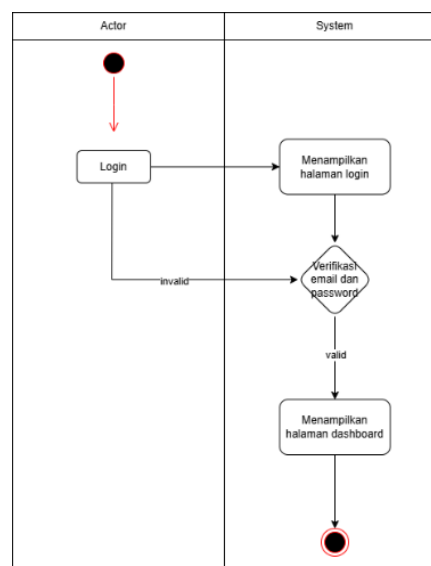 Actor
System
Login
Menampilkan
halaman login
Verifikasi
email dan
password
invalid
valid
Menampilkan
halaman dashboard